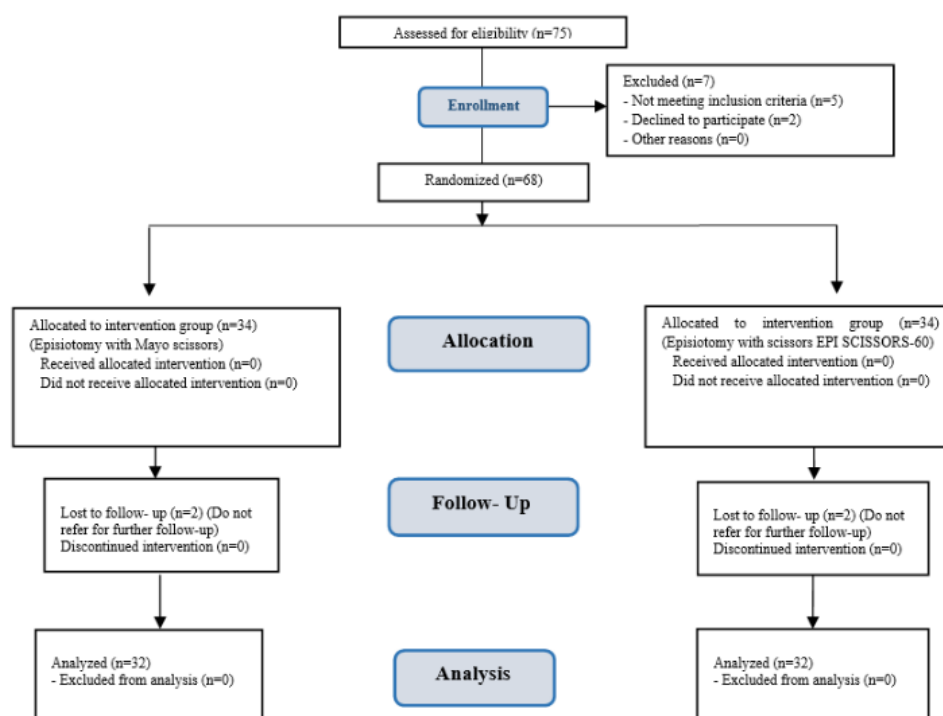 Assessed for eligibility (n=75)
Excluded (n=7)
- Not meeting inclusion criteria (n=5)
- Declined to participate (n=2)
- Other reasons (n=0)
Enrollment
Randomized (n=68)
Allocated to intervention group (n=34)
(Episiotomy with Mayo scissors)
Received allocated intervention (n=0)
Did not receive allocated intervention (n=0)
Allocation
Allocated to intervention group (n=34)
(Episiotomy with scissors EPI SCISSORS-60)
Received allocated intervention (n=0)
Did not receive allocated intervention (n=0)
Lost to follow- up (n=2) (Do not
refer for further follow-up)
Discontinued intervention (n=0)
Follow- Up
Lost to follow- up (n=2) (Do not
refer for further follow-up)
Discontinued intervention (n=0)
Analyzed (n=32)
- Excluded from analysis (n=0)
Analysis
Analyzed (n=32)
- Excluded from analysis (n=0)